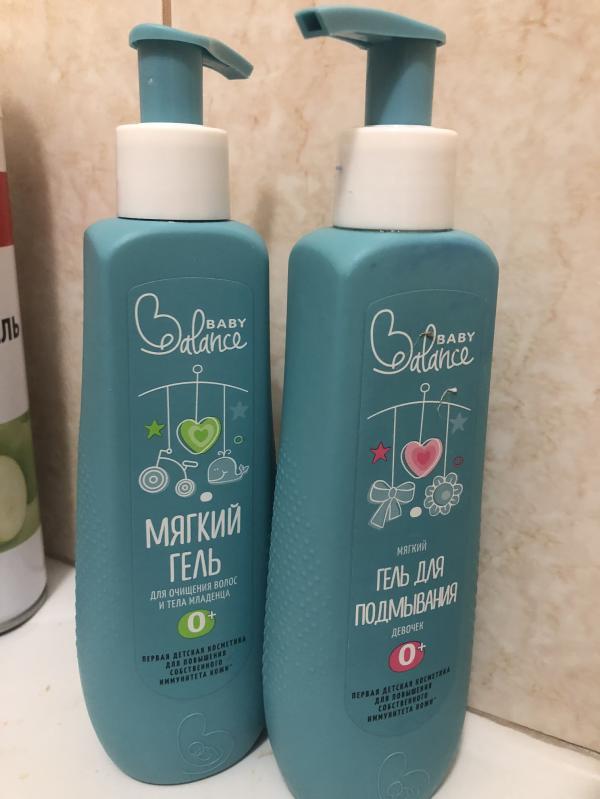 ЛЬ
BABY
Balance
МЯГКИЙ
ГЕЛЬ
ДЛЯ ОЧИЩЕНИЯ ВОЛОС
И ТЕЛА МЛАДЕНЦА
0+
ПЕРВАЯ ДЕТСКАЯ КОСМЕТИКА
ДЛЯ ПОВЫШЕНИЯ
СОБСТВЕННОГО
ИММУНИТЕТА КОЖИ*
BABY
Balance
МЯГКИЙ
ГЕЛЬ ДЛЯ
ПОДМЫВАНИЯ
ДЕВОЧЕК
0+
ПЕРВАЯ ДЕТСКАЯ КОСМЕТИКА
ДЛЯ ПОВЫШЕНИЯ
СОБСТВЕННОГО
ИММУНИТЕТА КОЖИ*